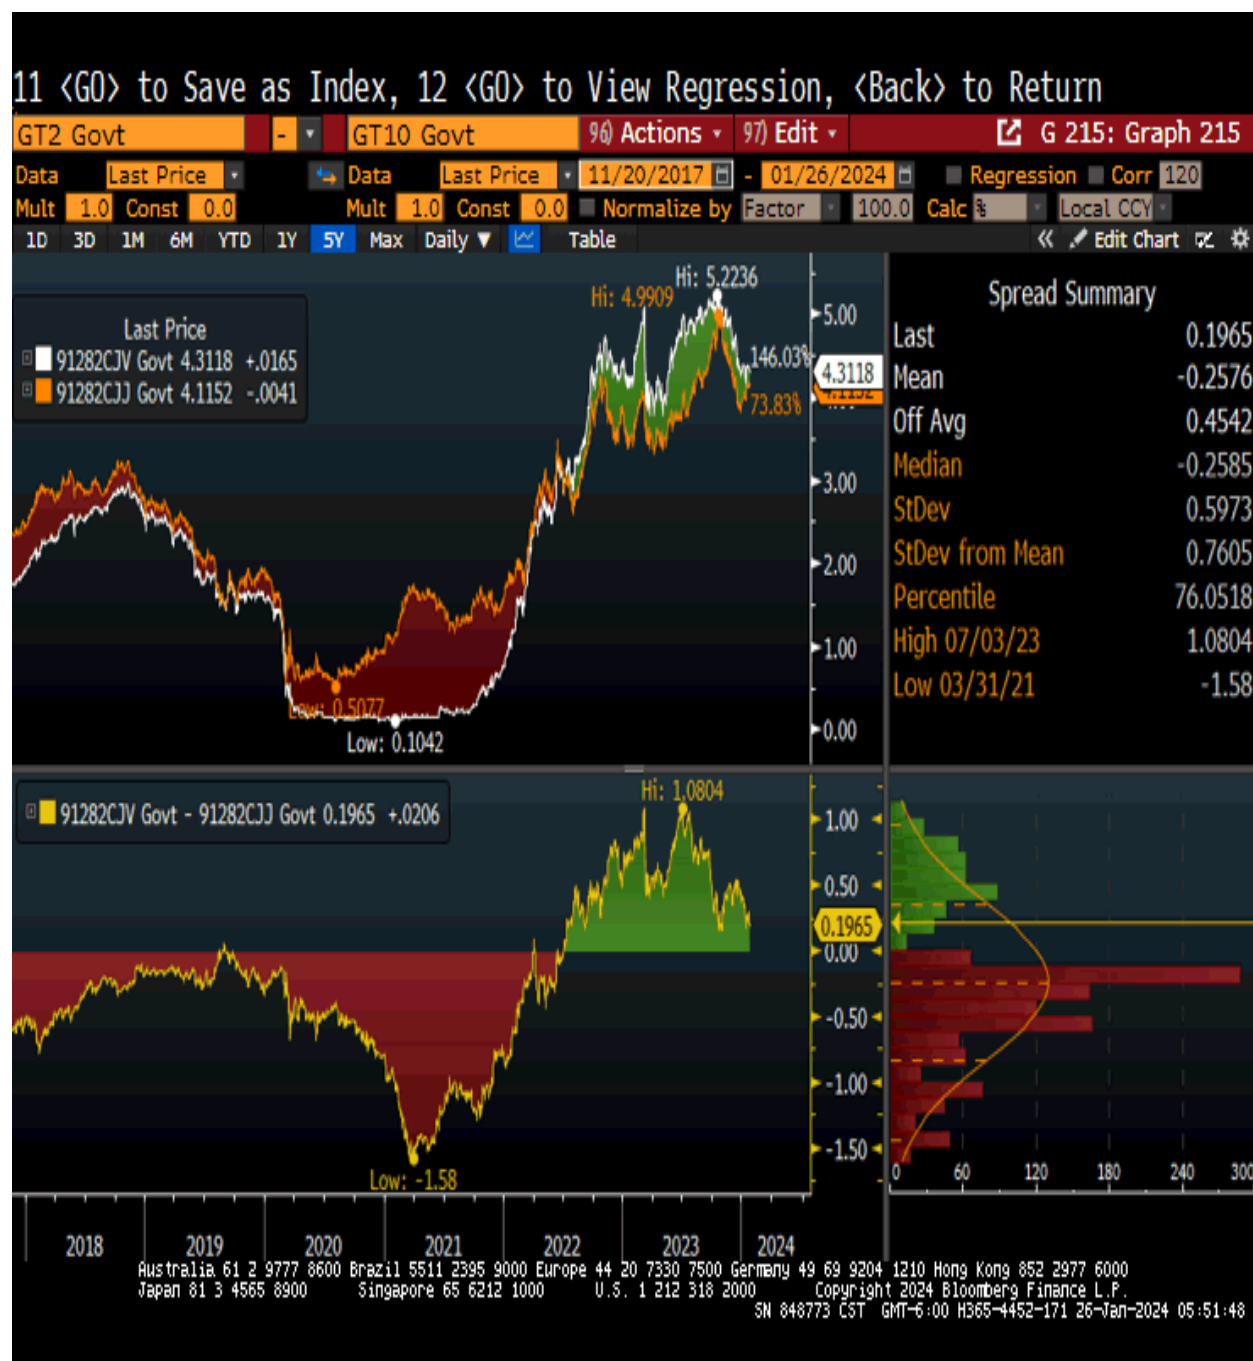 11 <GO> to Save as Index, 12 <GO> to View Regression, <Back> to Return
GT2 Govt - GT10 Govt 96) Actions 97) Edit G 215: Graph 215
Data Last Price Data Last Price 11/20/2017 - 01/26/2024 Regression Corr 120
Mult 1.0 Const 0.0 Mult 1.0 Const 0.0 Normalize by Factor 100.0 Calc % Local CCY
1D 3D 1M 6M YTD 1Y 5Y Max Daily ▼ Table « Edit Chart
Last Price
91282CJV Govt 4.3118 +.0165
91282CJJ Govt 4.1152 -.0041
Hi: 5.2236
Hi: 4.9909
146.03%
73.83%
Low: 0.5077
Low: 0.1042
5.00
4.3118
3.00
2.00
1.00
0.00
Spread Summary
Last 0.1965
Mean -0.2576
Off Avg 0.4542
Median -0.2585
StDev 0.5973
StDev from Mean 0.7605
Percentile 76.0518
High 07/03/23 1.0804
Low 03/31/21 -1.58
91282CJV Govt - 91282CJJ Govt 0.1965 +.0206
Hi: 1.0804
Low: -1.58
1.00
0.50
0.1965
0.00
-0.50
-1.00
-1.50
0 60 120 180 240 300
2018 2019 2020 2021 2022 2023 2024
Australia 61 2 9777 8600 Brazil 5511 2395 9000 Europe 44 20 7330 7500 Germany 49 69 9204 1210 Hong Kong 852 2977 6000
Japan 81 3 4565 8900 Singapore 65 6212 1000 U.S. 1 212 318 2000 Copyright 2024 Bloomberg Finance L.P.
SN 848773 CST GMT-6:00 H365-4452-171 26-Jan-2024 05:51:48